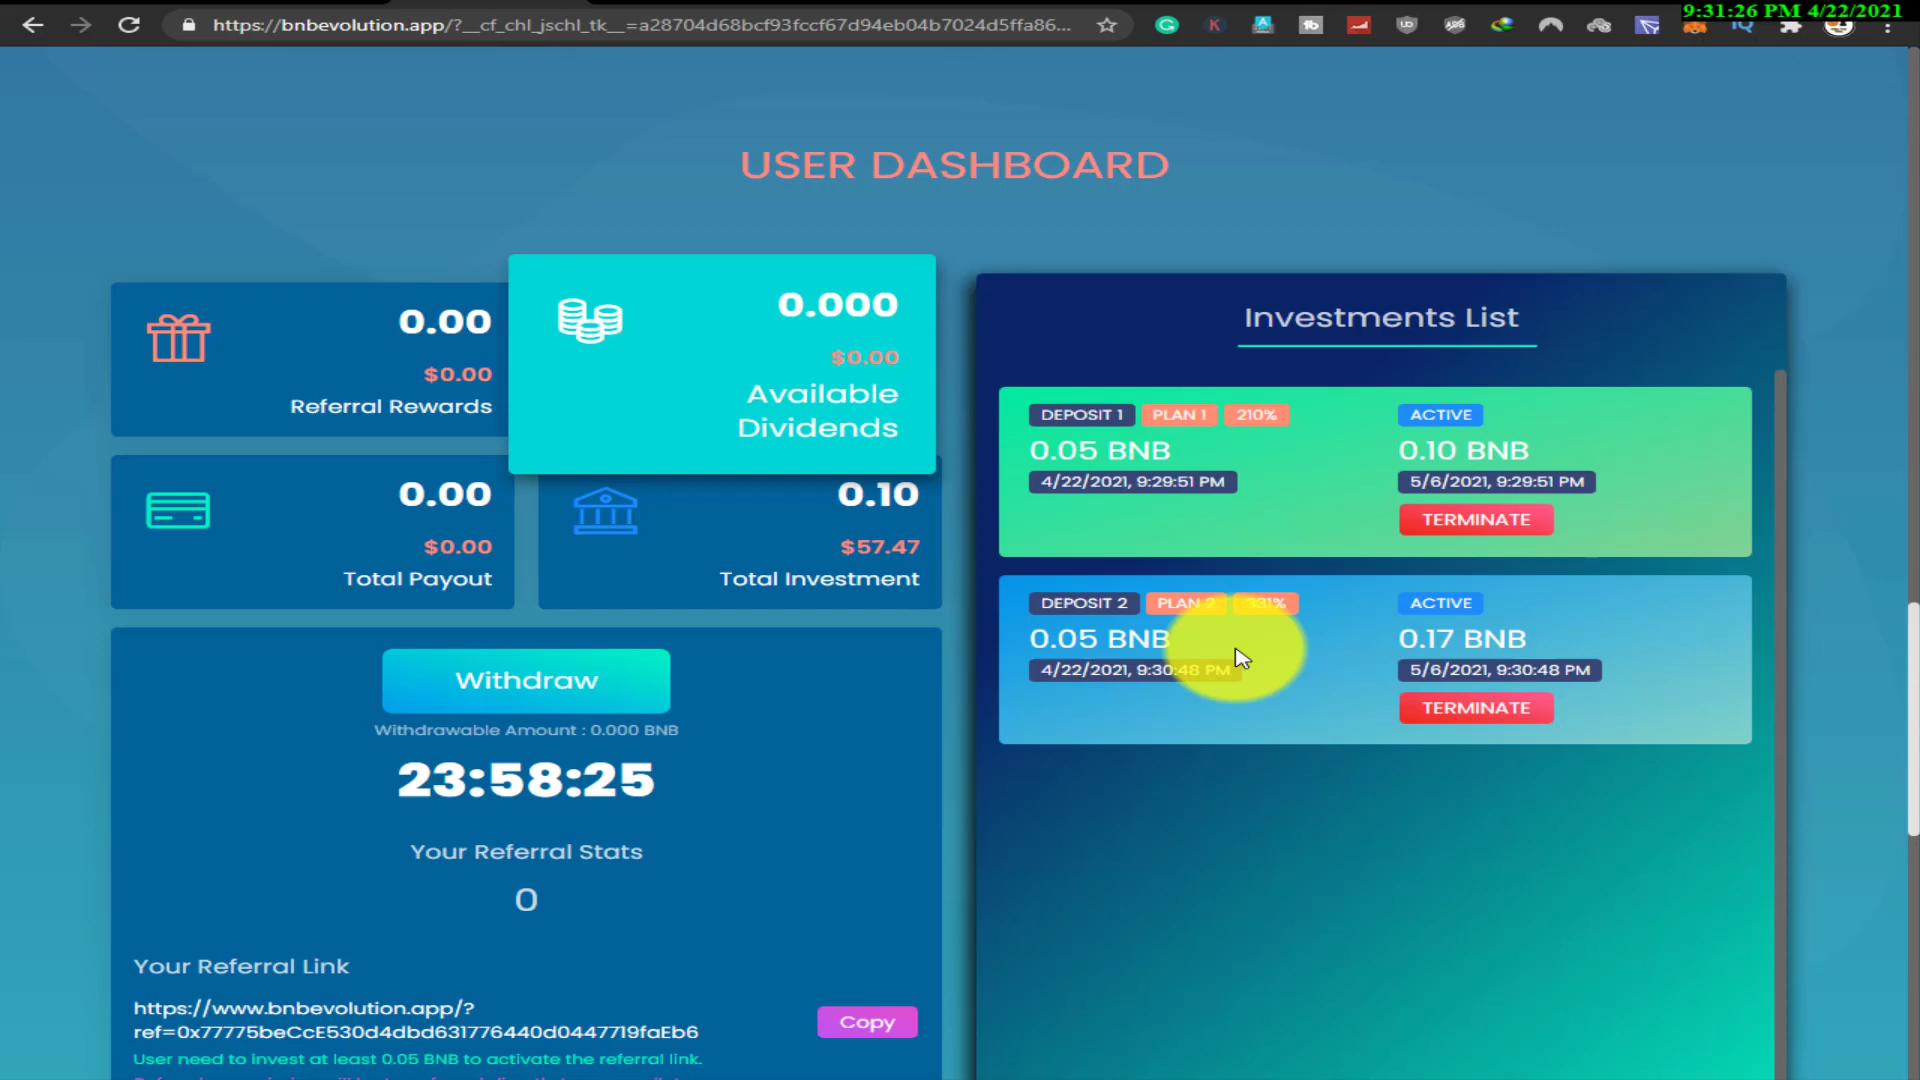 9:31:26 PM 4/22/2021
https://bnbevolution.app/?__cf_chl_jschl_tk__=a28704d68bcf93fccf67d94eb04b7024d5ffa86...
USER DASHBOARD
0.00
$0.00
Referral Rewards
0.000
$0.00
Available
Dividends
0.00
$0.00
Total Payout
0.10
$57.47
Total Investment
Withdraw
Withdrawable Amount : 0.000 BNB
23:58:25
Your Referral Stats
0
Your Referral Link
https://www.bnbevolution.app/?
ref=0x77775beCcE530d4dbd631776440d0447719faEb6
Copy
User need to invest at least 0.05 BNB to activate the referral link.
Investments List
DEPOSIT 1 PLAN 1 210% ACTIVE
0.05 BNB 0.10 BNB
4/22/2021, 9:29:51 PM 5/6/2021, 9:29:51 PM
TERMINATE
DEPOSIT 2 PLAN 2 331% ACTIVE
0.05 BNB 0.17 BNB
4/22/2021, 9:30:48 PM 5/6/2021, 9:30:48 PM
TERMINATE